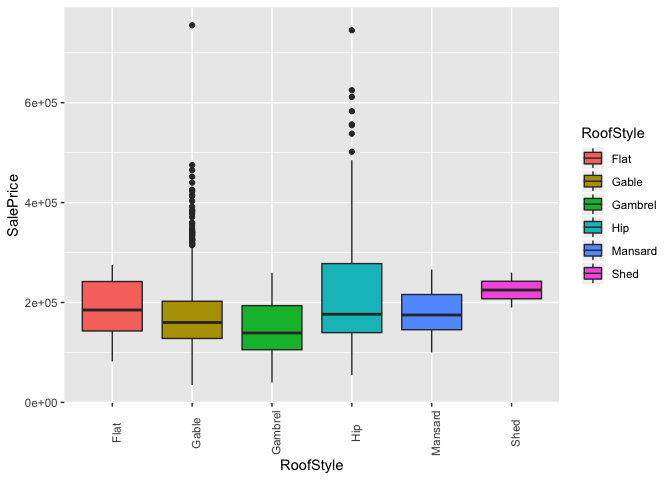 6e+05
4e+05
2e+05
0e+00
SalePrice
Flat
Gable
Gambrel
Hip
Mansard
Shed
RoofStyle
RoofStyle
Flat
Gable
Gambrel
Hip
Mansard
Shed